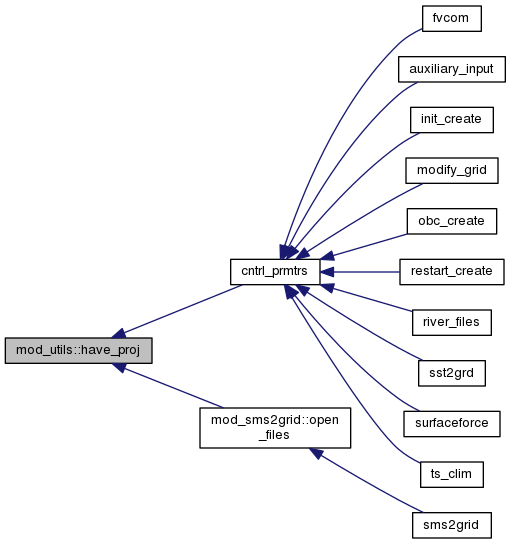 fvcom
auxiliary_input
init_create
modify_grid
obc_create
cntrl_prmtrs
restart_create
river_files
mod_utils::have_proj
sst2grd
mod_sms2grid::open
_files
surfaceforce
ts_clim
sms2grid